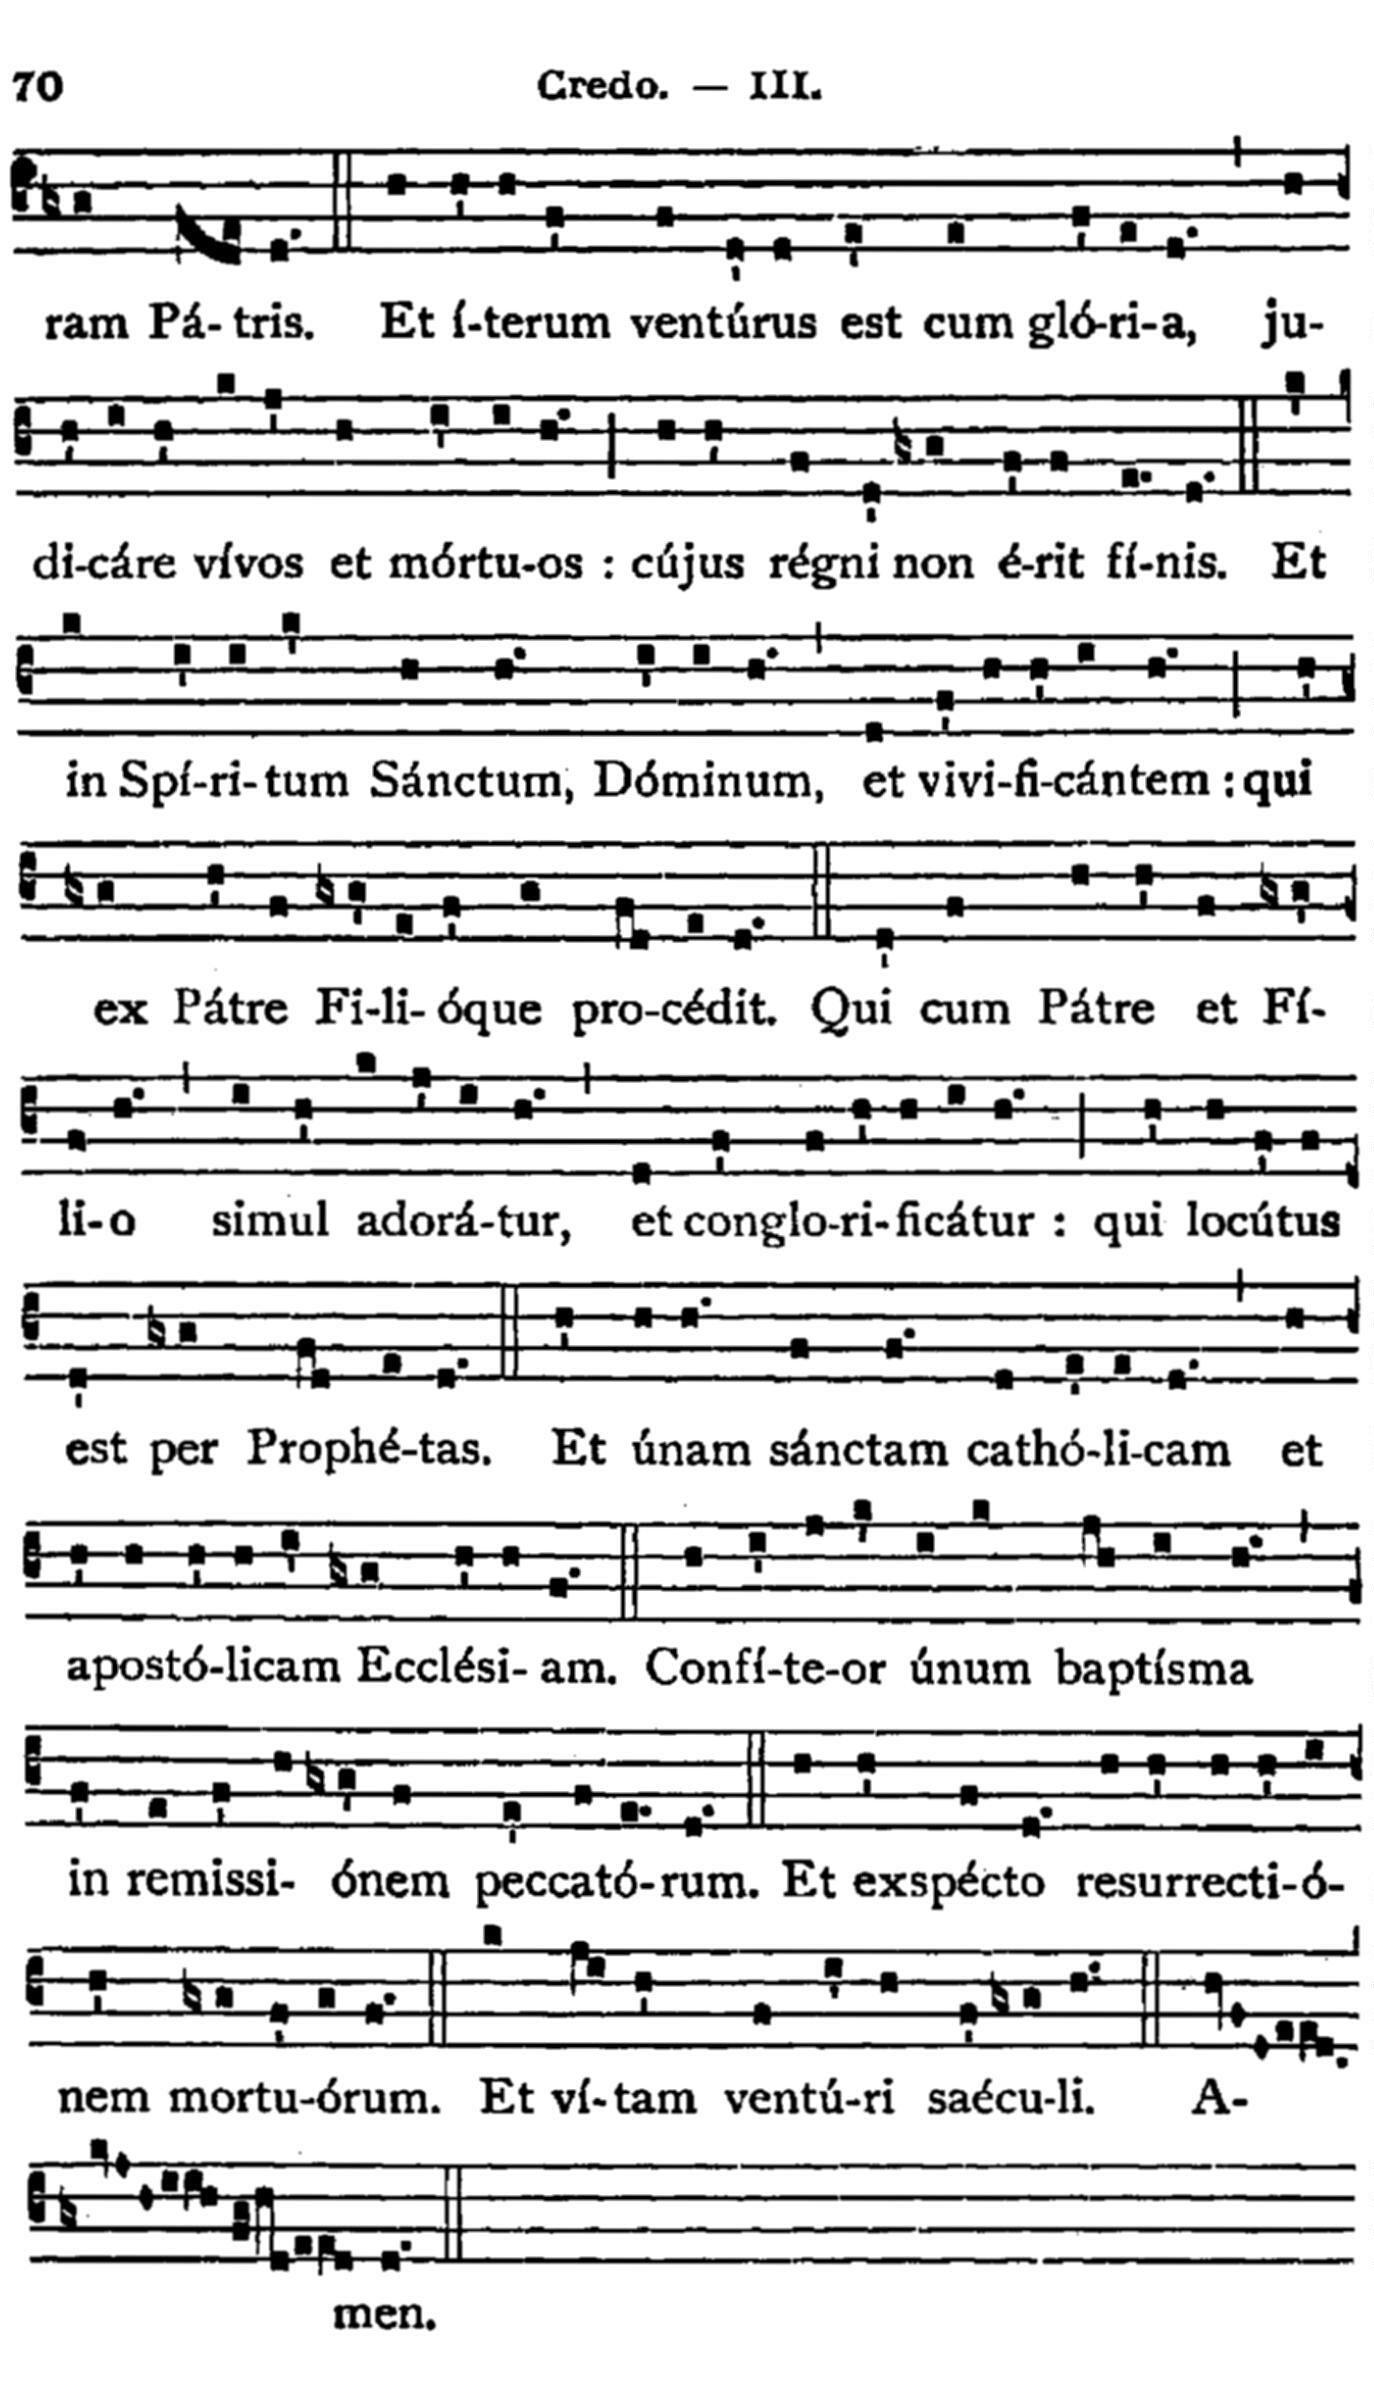 70 Credo. — III.
ram Pá- tris. Et í-terum ventúrus est cum gló-ri-a, ju-
di-cáre vívos et mórtu-os : cújus régni non é-rit fí-nis. Et
in Spí-ri-tum Sánctum, Dóminum, et vivi-fi-cántem : qui
ex Pátre Fi-li- óque pro-cédit. Qui cum Pátre et Fí-
li-o simul adorá-tur, et conglo-ri-ficátur : qui locútus
est per Prophé-tas. Et únam sánctam cathó-li-cam et
apostó-licam Ecclési- am. Confí-te-or únum baptísma
in remissi- ónem peccató-rum. Et exspécto resurrecti-ó-
nem mortu-órum. Et ví-tam ventú-ri saécu-li. A-
men.